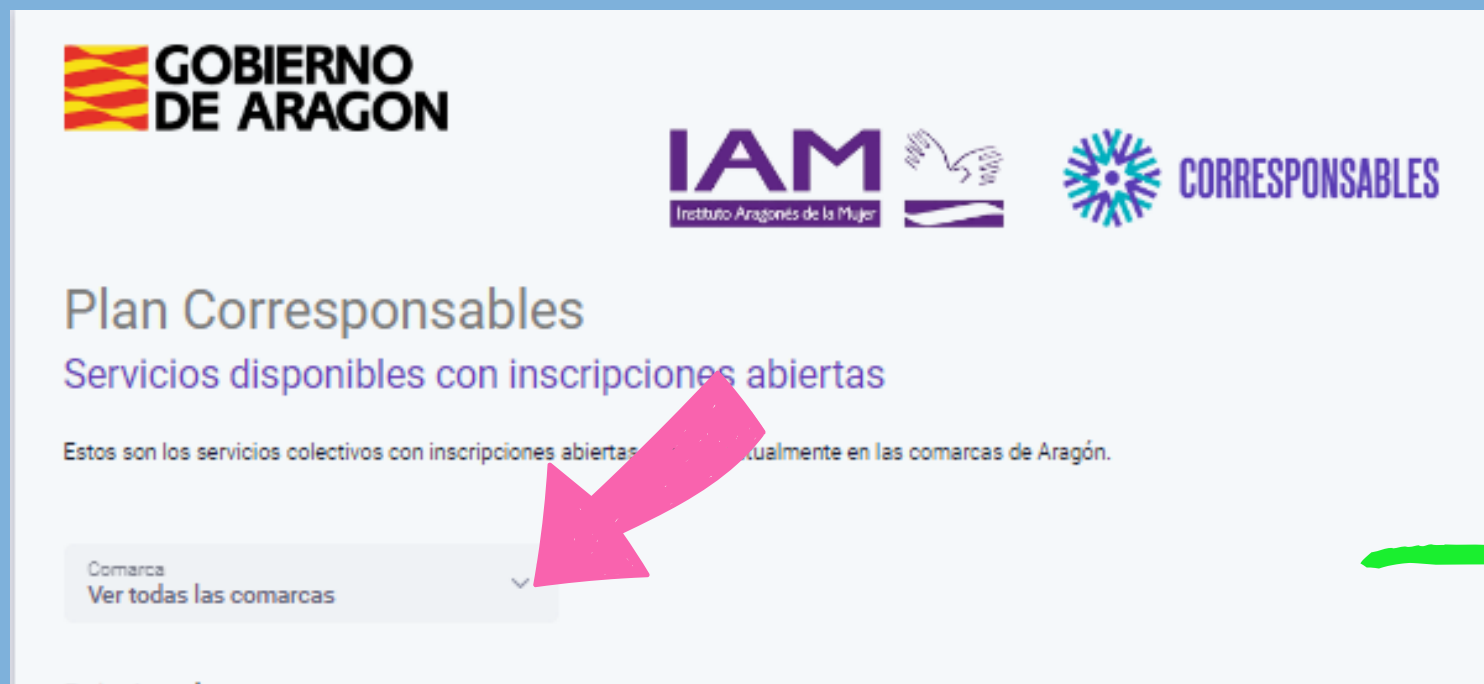 GOBIERNO
DE ARAGON
IAM
Instituto Aragonés de la Mujer
CORRESPONSABLES
Plan Corresponsables
Servicios disponibles con inscripciones abiertas
Estos son los servicios colectivos con inscripciones abiertas en las comarcas de Aragón.
Comarca
Ver todas las comarcas